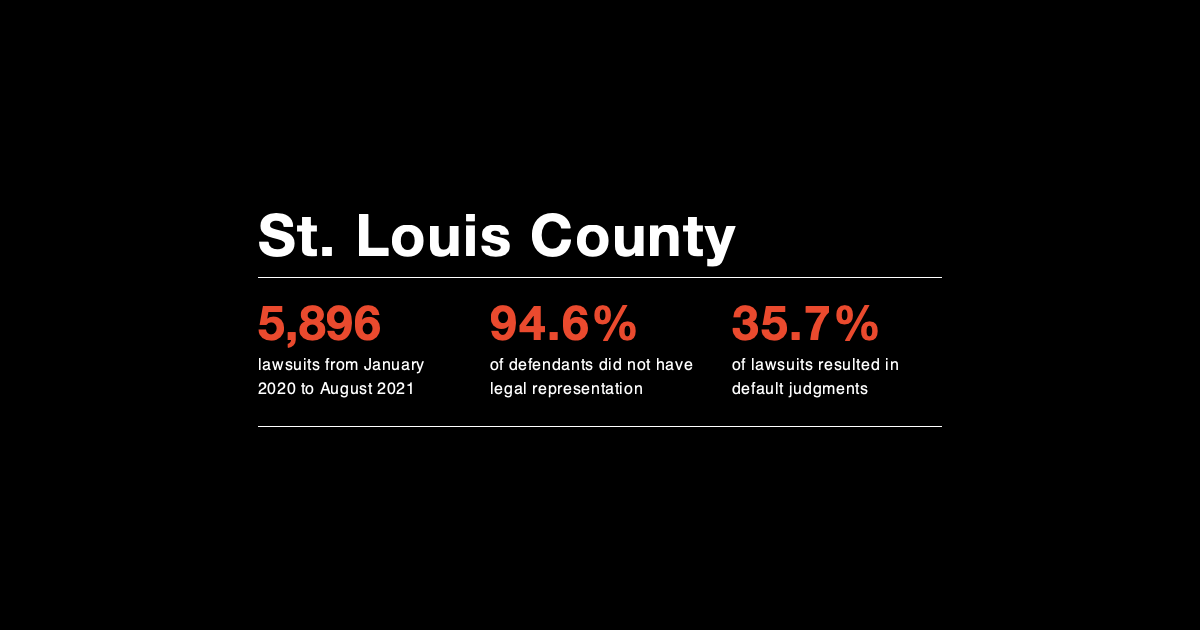 St. Louis County
5,896
lawsuits from January
2020 to August 2021
94.6%
of defendants did not have
legal representation
35.7%
of lawsuits resulted in
default judgments